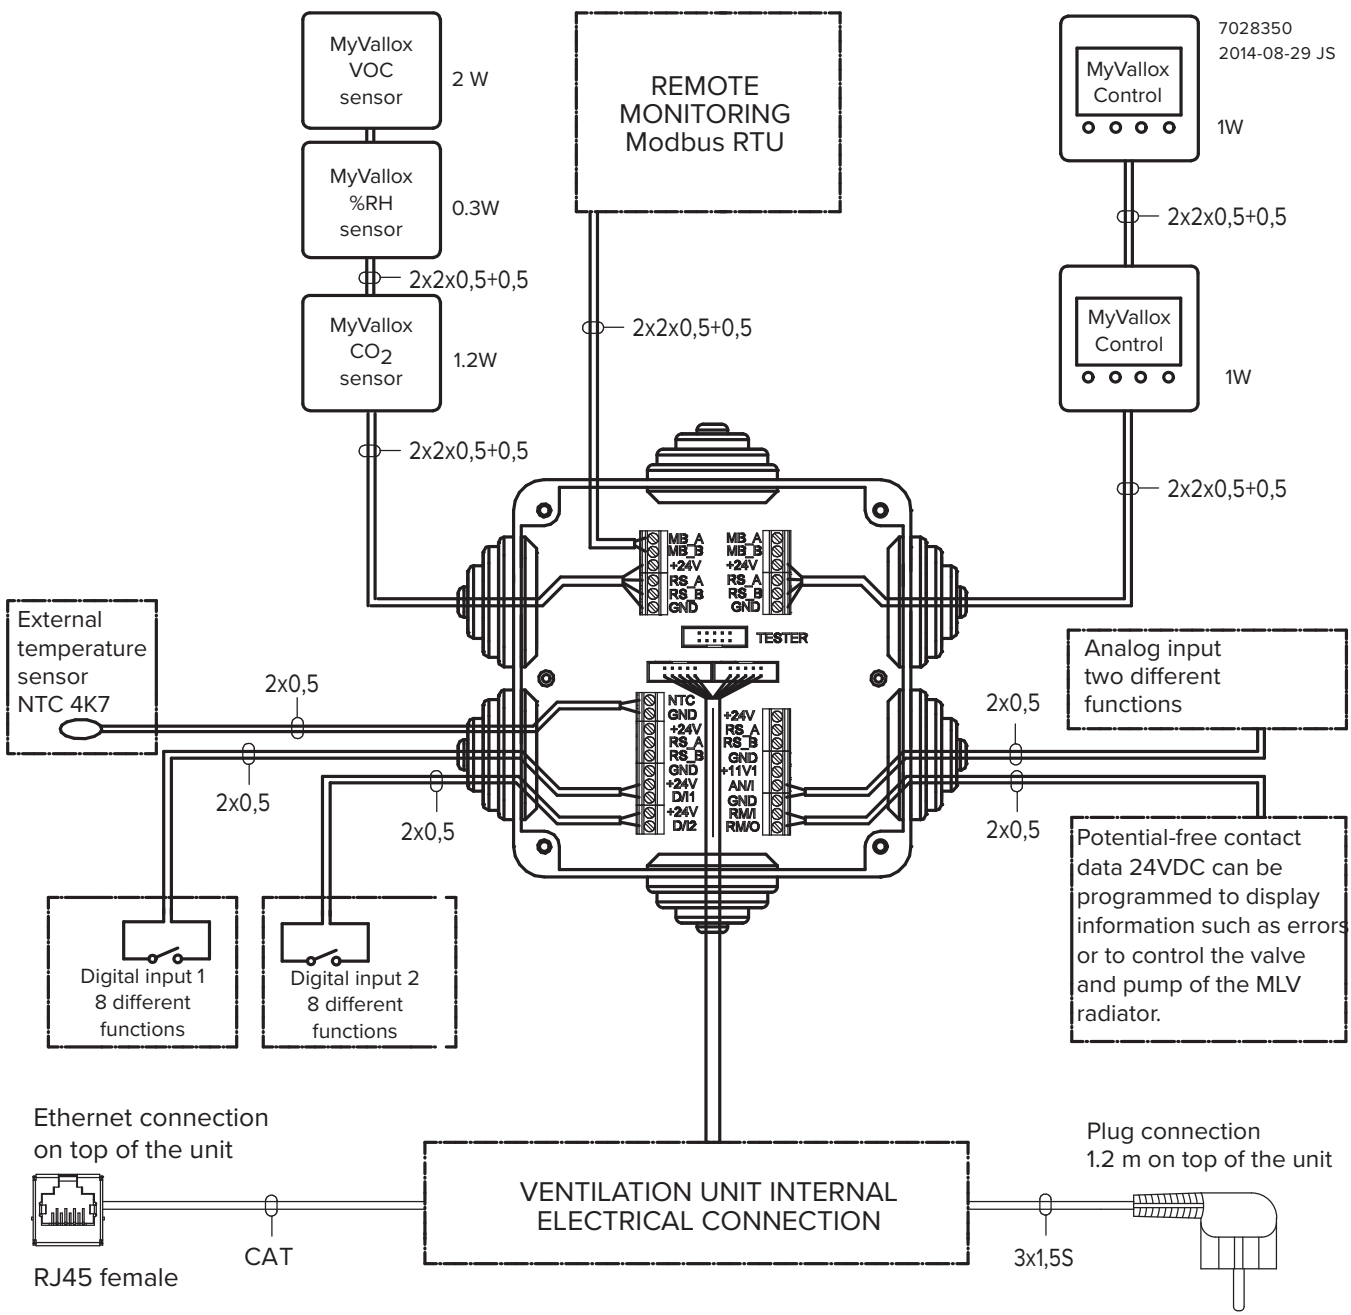 MyVallox
VOC
sensor
2 W
MyVallox
%RH
sensor
0.3W
2x2x0,5+0,5
MyVallox
CO2
sensor
1.2W
2x2x0,5+0,5
REMOTE
MONITORING
Modbus RTU
2x2x0,5+0,5
7028350
2014-08-29 JS
MyVallox
Control
1W
2x2x0,5+0,5
MyVallox
Control
1W
2x2x0,5+0,5
MB_A
MB_B
+24V
RS_A
RS_B
GND
MB_A
MB_B
+24V
RS_A
RS_B
GND
TESTER
External
temperature
sensor
NTC 4K7
2x0,5
2x0,5
2x0,5
NTC
GND
+24V
RS_A
RS_B
GND
+24V
D/I1
+24V
D/I2
+24V
RS_A
RS_B
GND
+11V1
AN/I
GND
RM/I
RM/O
2x0,5
2x0,5
Analog input
two different
functions
Potential-free contact
data 24VDC can be
programmed to display
information such as errors
or to control the valve
and pump of the MLV
radiator.
Digital input 1
8 different
functions
Digital input 2
8 different
functions
Ethernet connection
on top of the unit
RJ45 female
CAT
VENTILATION UNIT INTERNAL
ELECTRICAL CONNECTION
3x1,5S
Plug connection
1.2 m on top of the unit